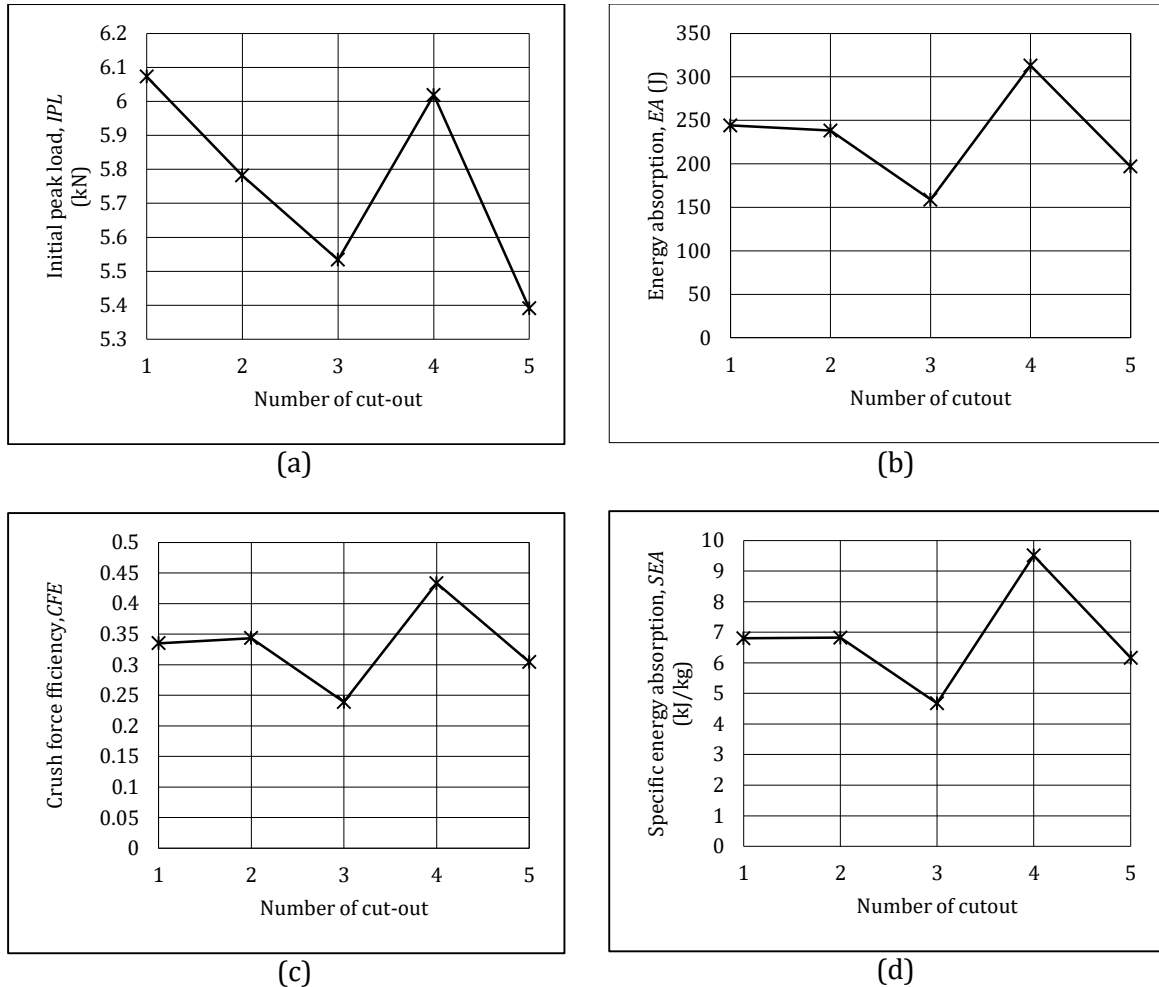 Initial peak load, IPL
(kN)
6.2
6.1
6
5.9
5.8
5.7
5.6
5.5
5.4
5.3
1 2 3 4 5
Number of cut-out
(a)
Energy absorption, EA (J)
350
300
250
200
150
100
50
0
1 2 3 4 5
Number of cutout
(b)
Crush force fficiency,CFE
0.5
0.45
0.4
0.35
0.3
0.25
0.2
0.15
0.1
0.05
0
1 2 3 4 5
Number of cut-out
(c)
Specific energy absorption, SEA
(kJ/kg)
10
9
8
7
6
5
4
3
2
1
0
1 2 3 4 5
Number of cutout
(d)